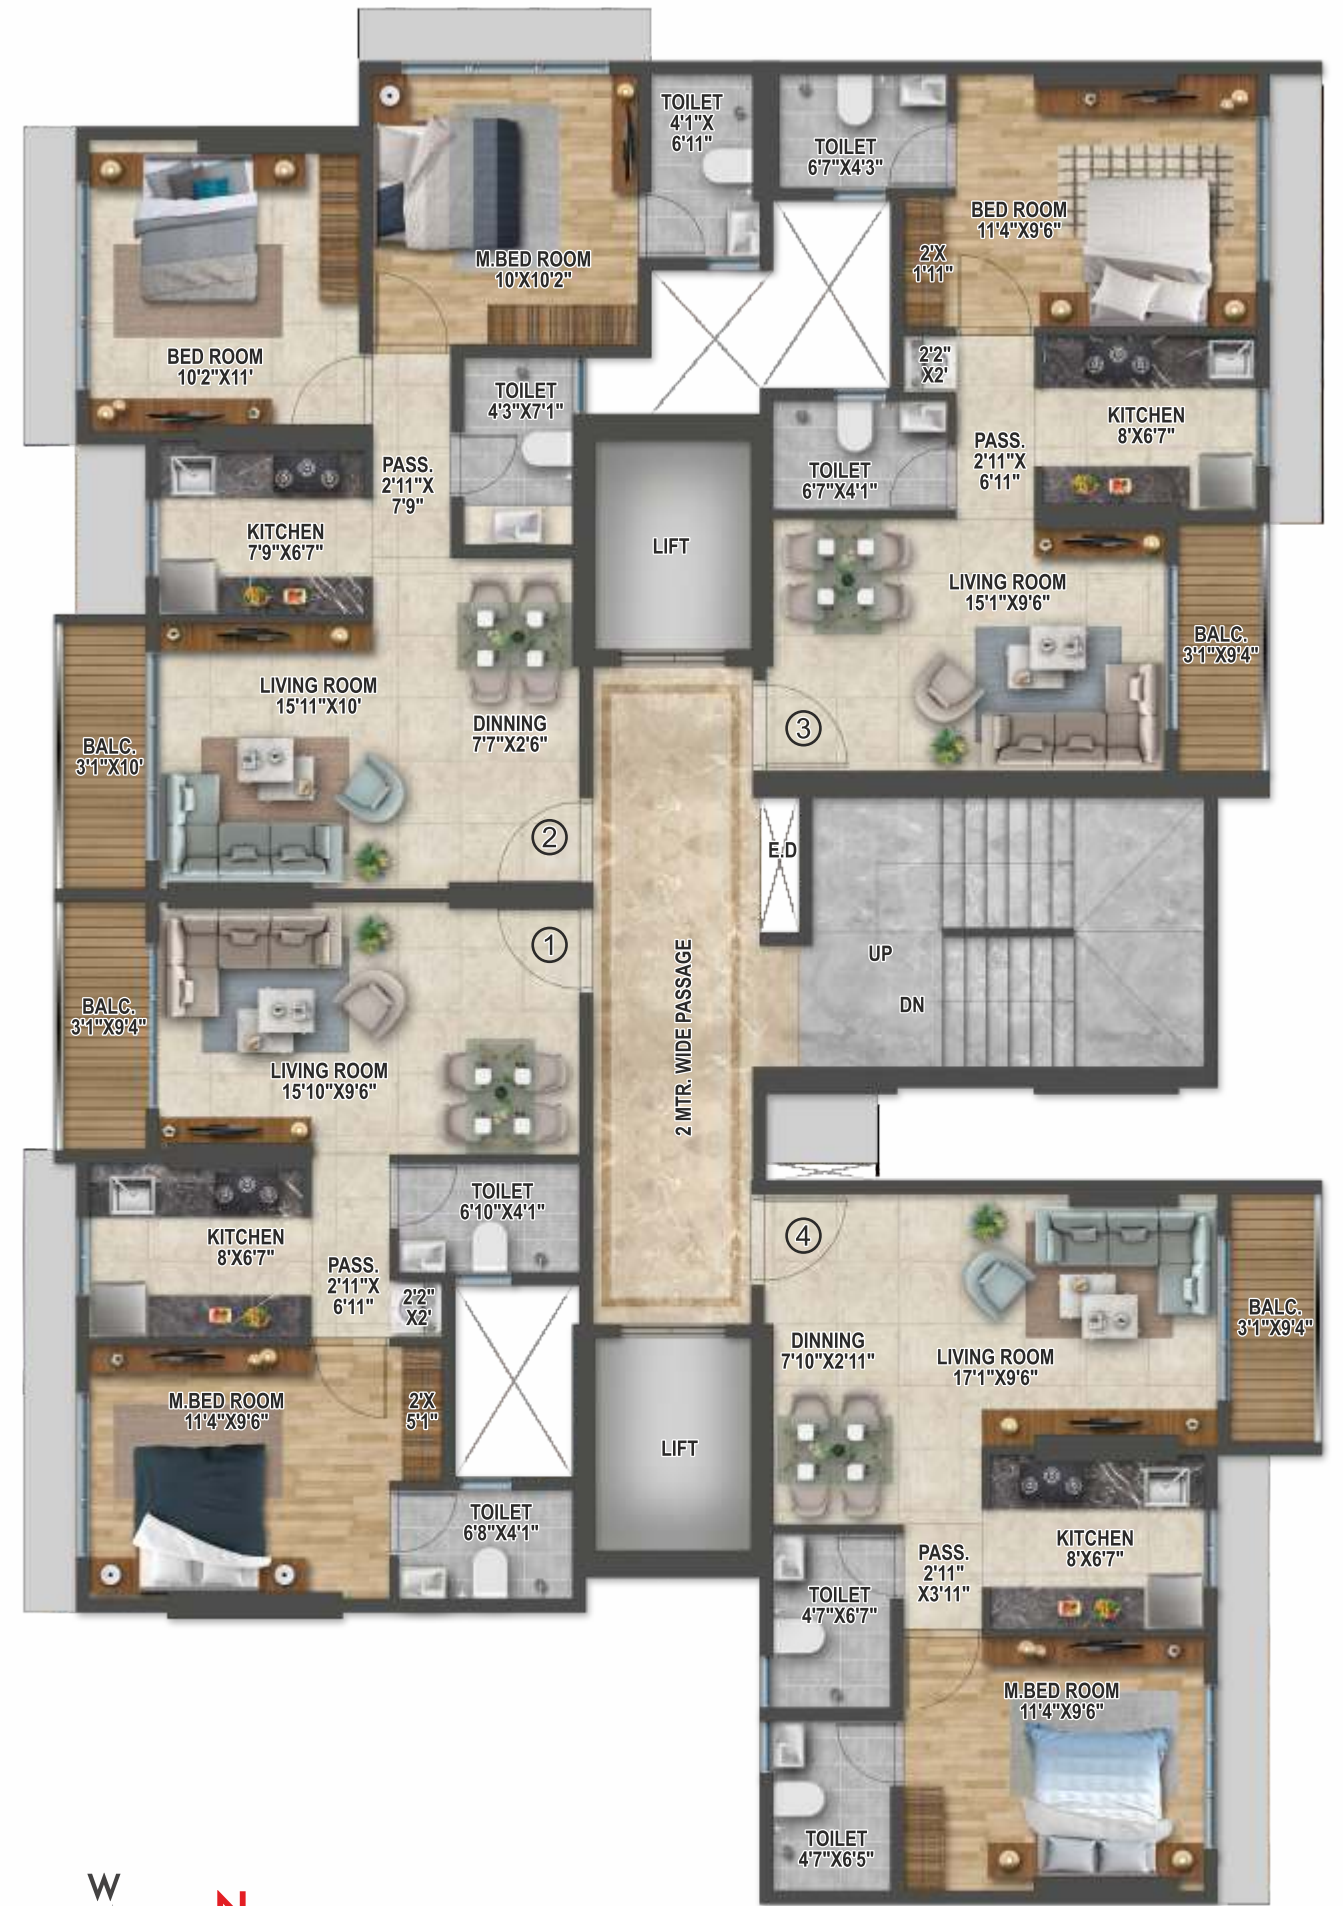 TOILET
4'1"X
6'11"
TOILET
6'7"X4'3"
BED ROOM
11'4"X9'6"
2'X
1'11"
M.BED ROOM
10'X10'2"
BED ROOM
10'2"X11'
TOILET
4'3"X7'1"
2'2"
X2'
KITCHEN
8'X6'7"
PASS.
2'11"X
7'9"
PASS.
2'11"X
6'11"
TOILET
6'7"X4'1"
KITCHEN
7'9"X6'7"
LIFT
LIVING ROOM
15'1"X9'6"
BALC.
3'1"X9'4"
LIVING ROOM
15'11"X10'
DINNING
7'7"X2'6"
BALC.
3'1"X10'
3
2
E.D
1
UP
DN
2 MTR. WIDE PASSAGE
BALC.
3'1"X9'4"
LIVING ROOM
15'10"X9'6"
TOILET
6'10"X4'1"
KITCHEN
8'X6'7"
PASS.
2'11"X
6'11"
2'2"
X2'
4
BALC.
3'1"X9'4"
DINNING
7'10"X2'11"
LIVING ROOM
17'1"X9'6"
M.BED ROOM
11'4"X9'6"
2'X
5'1"
LIFT
TOILET
6'8"X4'1"
KITCHEN
8'X6'7"
PASS.
2'11"
X3'11"
TOILET
4'7"X6'7"
M.BED ROOM
11'4"X9'6"
TOILET
4'7"X6'5"
W
N